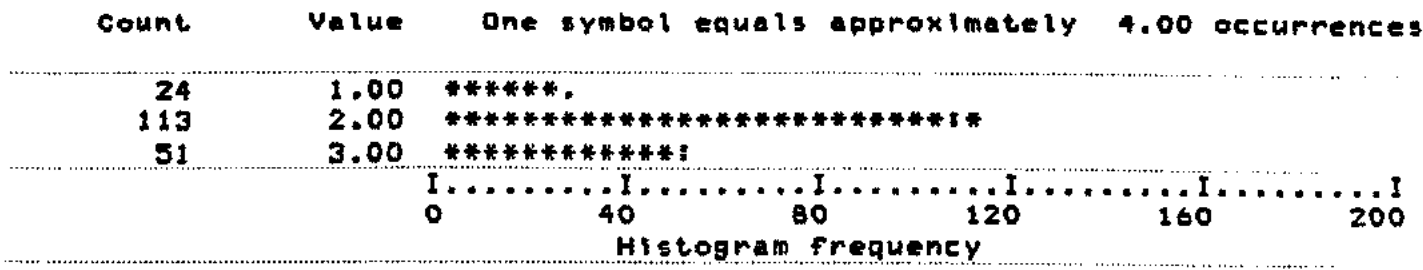 Count Value One symbol equals approximately 4.00 occurrences
24 1.00 ******.
113 2.00 **************************:*
51 3.00 ************:
I.........I.........I.........I.........I.........I
0 40 80 120 160 200
Histogram frequency